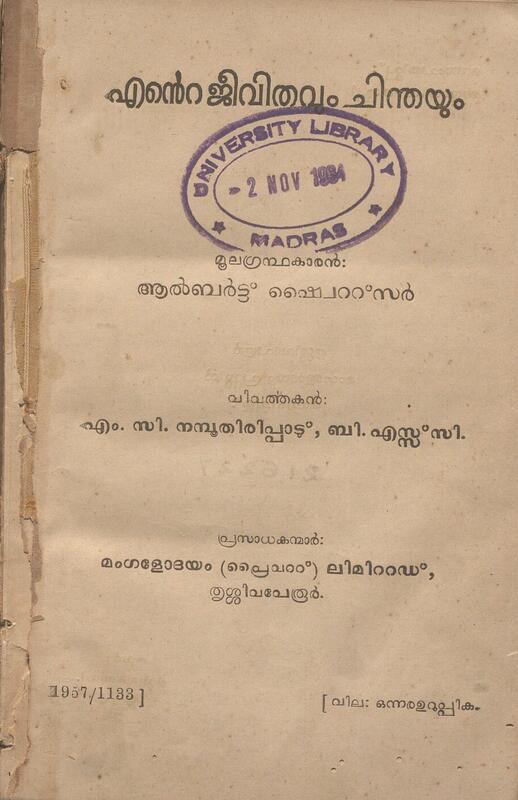 എൻെറ ജീവിതവും ചിന്തയും
UNIVERSITY LIBRARY
- 2 NOV 1964
★ MADRAS ★
മൂലഗ്രന്ഥകാരൻ:
ആൽബർട്ട് ഷ്വൈററ്സർ
വിവർത്തകൻ:
എം. സി. നമ്പൂതിരിപ്പാട്, ബി. എസ്സ്സി.
പ്രസാധകന്മാർ:
മംഗളോദയം (പ്രൈവററ്) ലിമിററഡ്,
തൃശ്ശിവപേരൂർ.
1957/1133]
[വില: ഒന്നരഉറുപ്പിക.